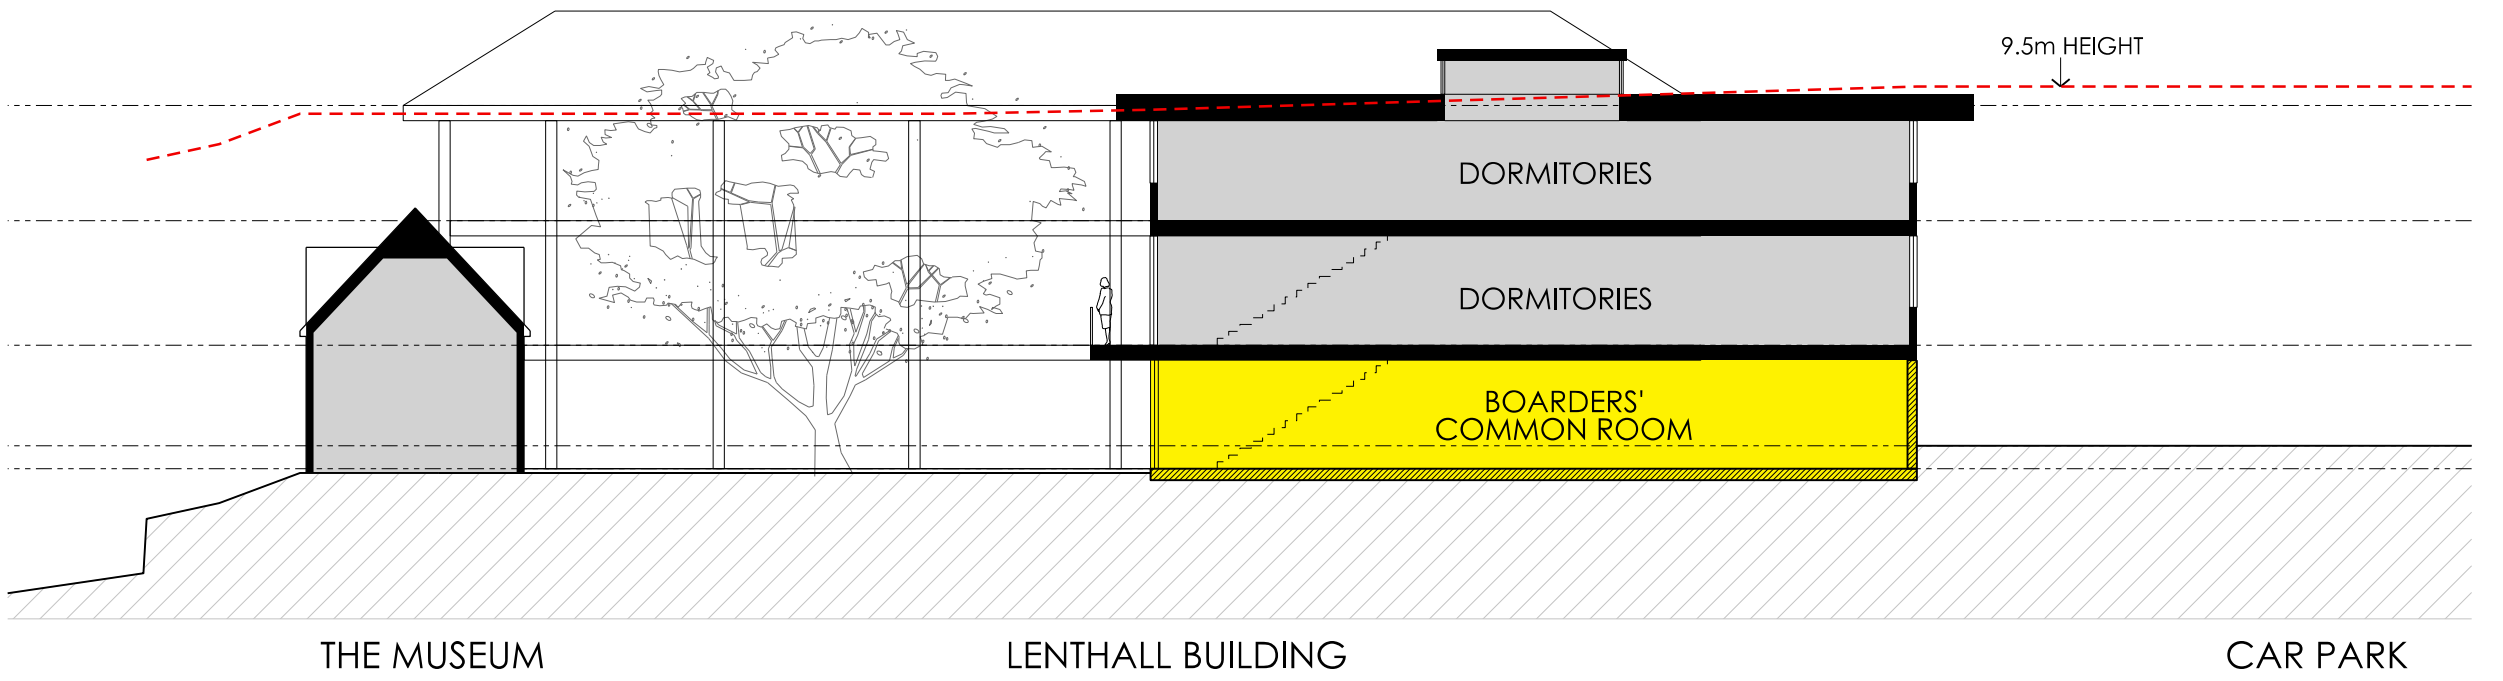 9.5m HEIGHT
DORMITORIES
DORMITORIES
BOARDERS'
COMMON ROOM
THE MUSEUM
LENTHALL BUILDING
CAR PARK